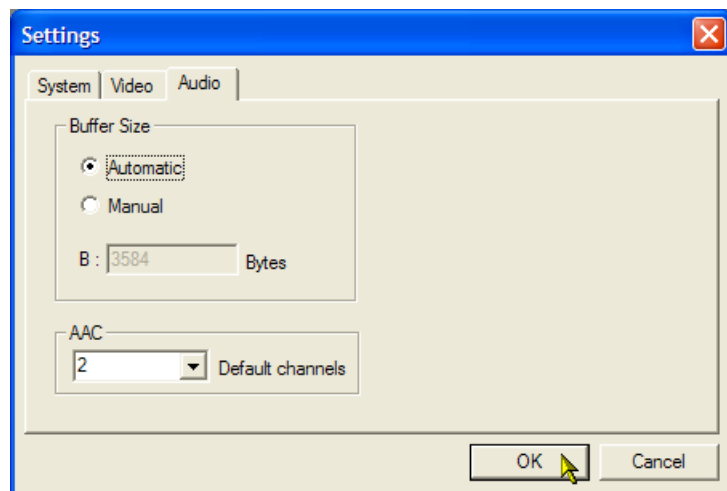 Settings
System Video Audio
Buffer Size
Automatic
Manual
B : 3584 Bytes
AAC
2 Default channels
OK Cancel